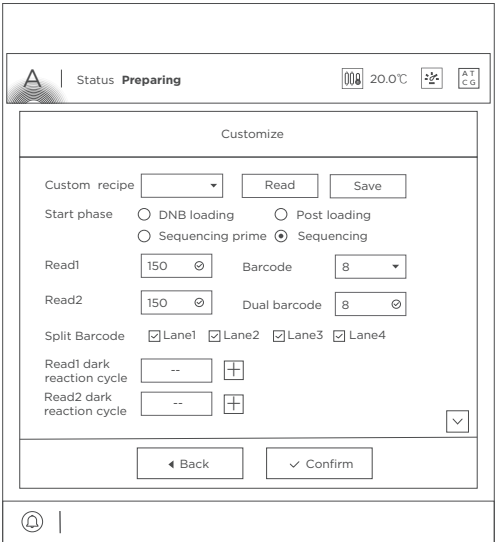 A Status Preparing 20.0℃ AT
CG
Customize
Custom recipe Read Save
Start phase DNB loading Post loading
Sequencing prime Sequencing
Read1 150 Barcode 8
Read2 150 Dual barcode 8
Split Barcode Lane1 Lane2 Lane3 Lane4
Read1 dark
reaction cycle --
Read2 dark
reaction cycle --
Back Confirm